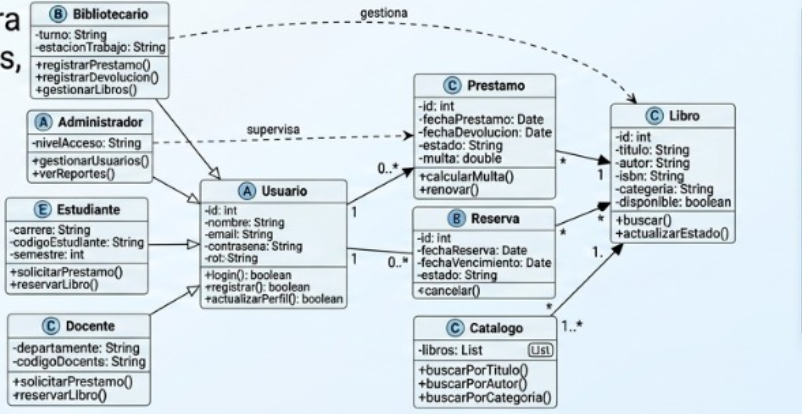 ra
s,
B Bibliotecario
-turno: String
-estacionTrabajo: String
+registrarPrestamo()
+registrarDevolucion()
+gestionarLibros()
gestiona
A Administrador
-nivelAcceso: String
+gestionarUsuarios()
+verReportes()
supervisa
E Estudiante
-carrere: String
-codigoEstudiante: String
-semestre: int
+solicitarPrestamo()
+reservarLibro()
C Docente
-departamente: String
-codigoDocents: String
+solicitarPrestamo()
+rreservarLIbro()
A Usuario
-id: int
-nombre: String
-email: String
-contrasena: String
-rot: String
+login(): boolean
+registrar(): boolean
+actualizarPerfil(): boolean
1
0..*
1
0..*
C Prestamo
-id: int
-fechaPrestamo: Date
-fechaDevolucion: Date
-estado: String
-multa: double
+calcularMulta()
+renovar()
*
1
B Reserva
-id: int
-fechaReserva: Date
-fechaVencimiento: Date
-estado: String
+cancelar()
*
*
C Catalogo
-libros: List
List
+buscarPorTitulo()
+buscarPorAutor()
+buscarPorCategoria()
*
1..*
1.
C Libro
-id: int
-titulo: String
-autor: String
-isbn: String
-categeria: String
-disponible: boolean
+buscar()
+actualizarEstado()